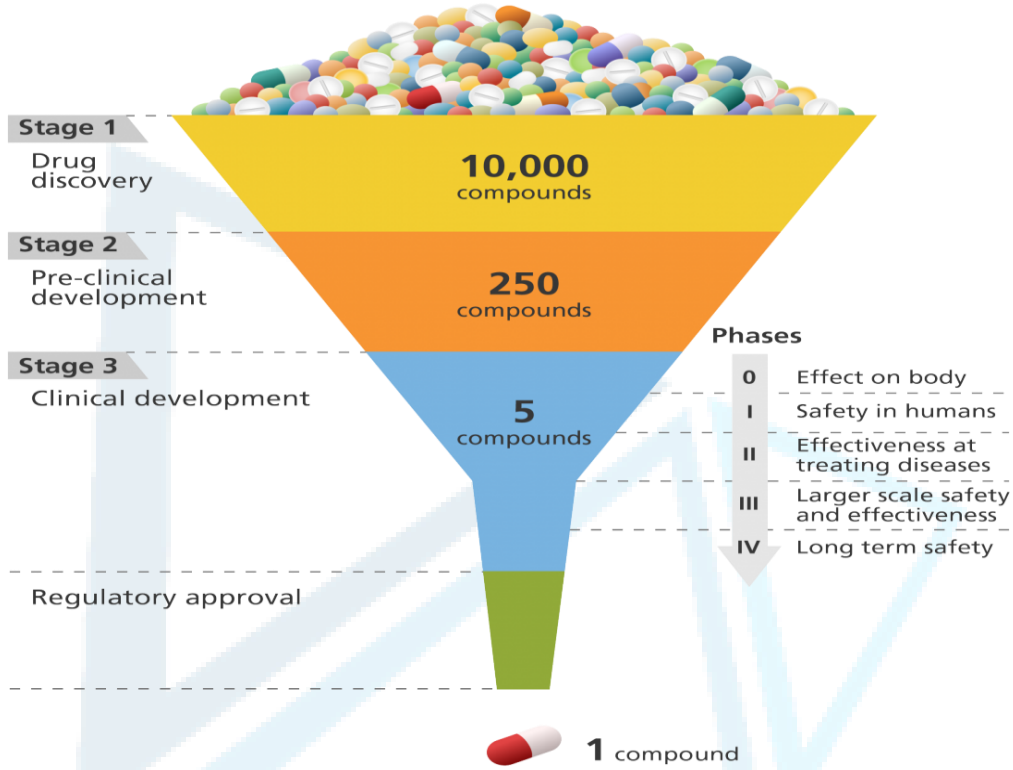 Stage 1
Drug
discovery
10,000
compounds
Stage 2
Pre-clinical
development
250
compounds
Stage 3
Clinical development
5
compounds
Phases
0 Effect on body
I Safety in humans
II Effectiveness at
treating diseases
III Larger scale safety
and effectiveness
IV Long term safety
Regulatory approval
1 compound